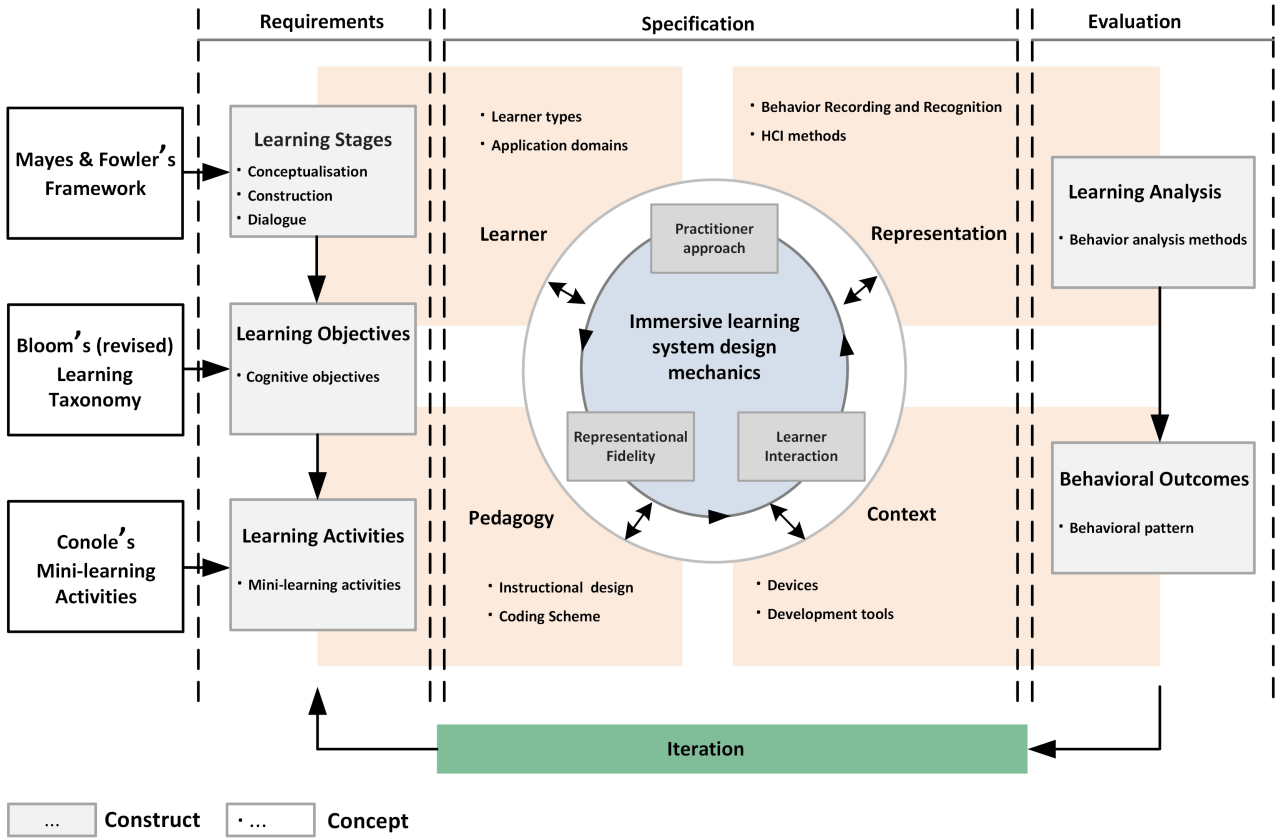 Requirements
Specification
Evaluation
Mayes & Fowler's
Framework
Bloom's (revised)
Learning
Taxonomy
Conole's
Mini-learning
Activities
Learning Stages
· Conceptualisation
· Construction
· Dialogue
Learning Objectives
· Cognitive objectives
Learning Activities
· Mini-learning activities
· Learner types
· Application domains
Learner
· Behavior Recording and Recognition
· HCI methods
Representation
Practitioner
approach
Immersive learning
system design
mechanics
Representational
Fidelity
Learner
Interaction
Pedagogy
· Instructional design
· Coding Scheme
Context
· Devices
· Development tools
Learning Analysis
· Behavior analysis methods
Behavioral Outcomes
· Behavioral pattern
Iteration
...
Construct
· ...
Concept